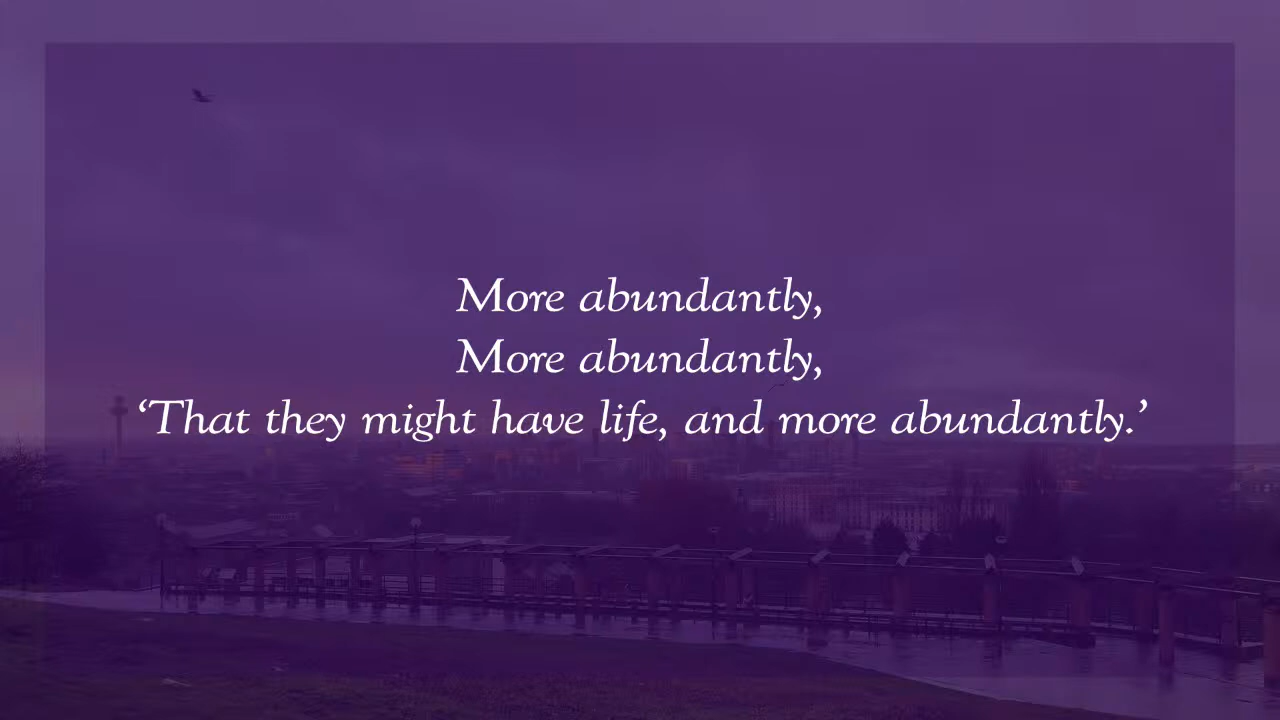 More abundantly,
More abundantly,
‘That they might have life, and more abundantly.’